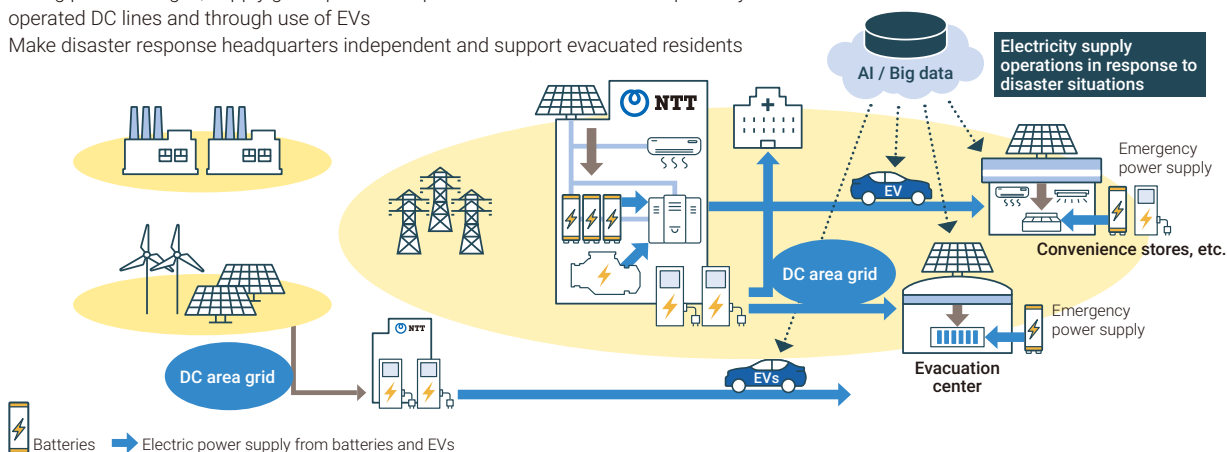 operated DC lines and through use of EVs
Make disaster response headquarters independent and support evacuated residents
AI / Big data
Electricity supply
operations in response to
disaster situations
NTT
EV
Emergency
power supply
Convenience stores, etc.
DC area grid
Emergency
power supply
Evacuation
center
NTT
DC area grid
EVs
Batteries
Electric power supply from batteries and EVs